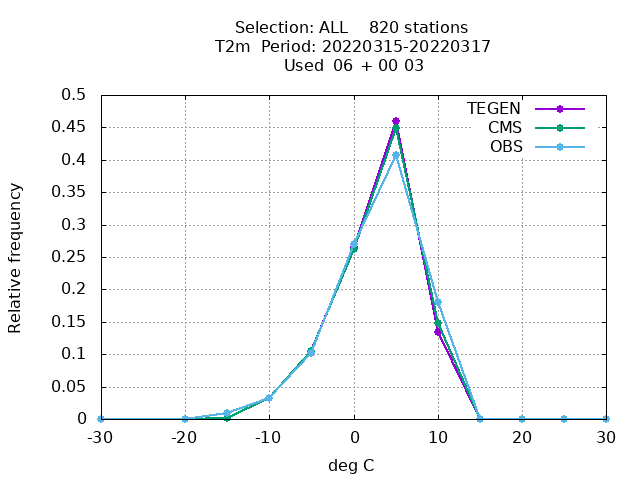 Selection: ALL    820 stations
T2m  Period: 20220315-20220317
Used  06 + 00 03
TEGEN
CMS
OBS
0.5
0.45
0.4
0.35
0.3
0.25
0.2
0.15
0.1
0.05
0
Relative frequency
-30 -20 -10 0 10 20 30
deg C